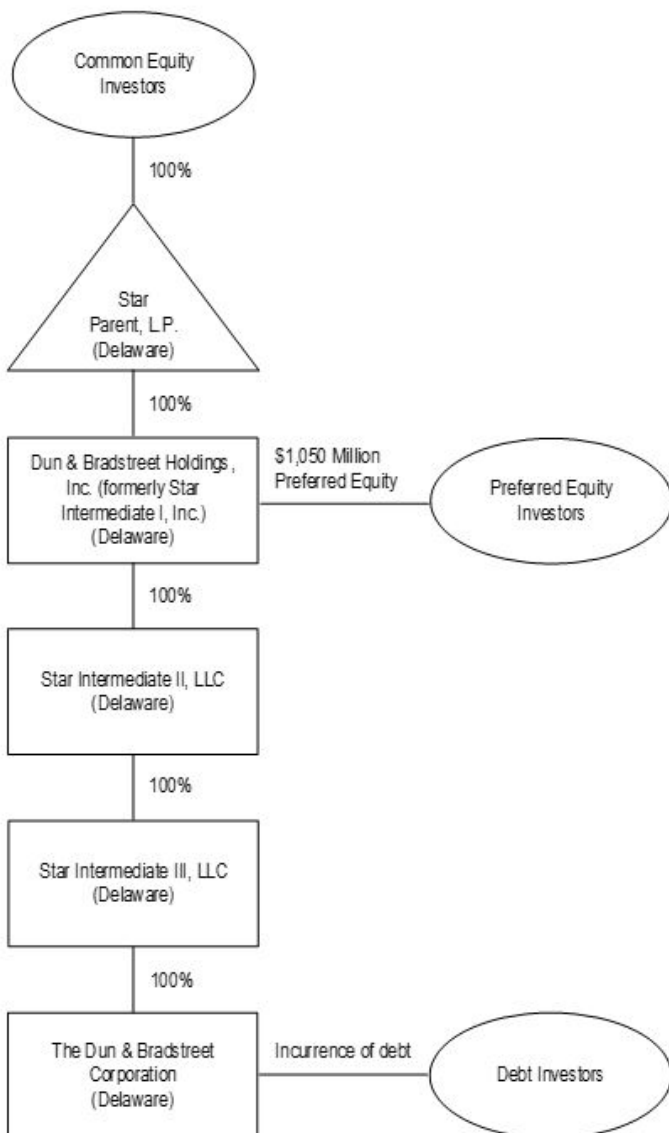 Common Equity
Investors
100%
Star
Parent, L.P.
(Delaware)
100%
Dun & Bradstreet Holdings,
Inc. (formerly Star
Intermediate I, Inc.)
(Delaware)
$1,050 Million
Preferred Equity
Preferred Equity
Investors
100%
Star Intermediate II, LLC
(Delaware)
100%
Star Intermediate III, LLC
(Delaware)
100%
The Dun & Bradstreet
Corporation
(Delaware)
Incurrence of debt
Debt Investors